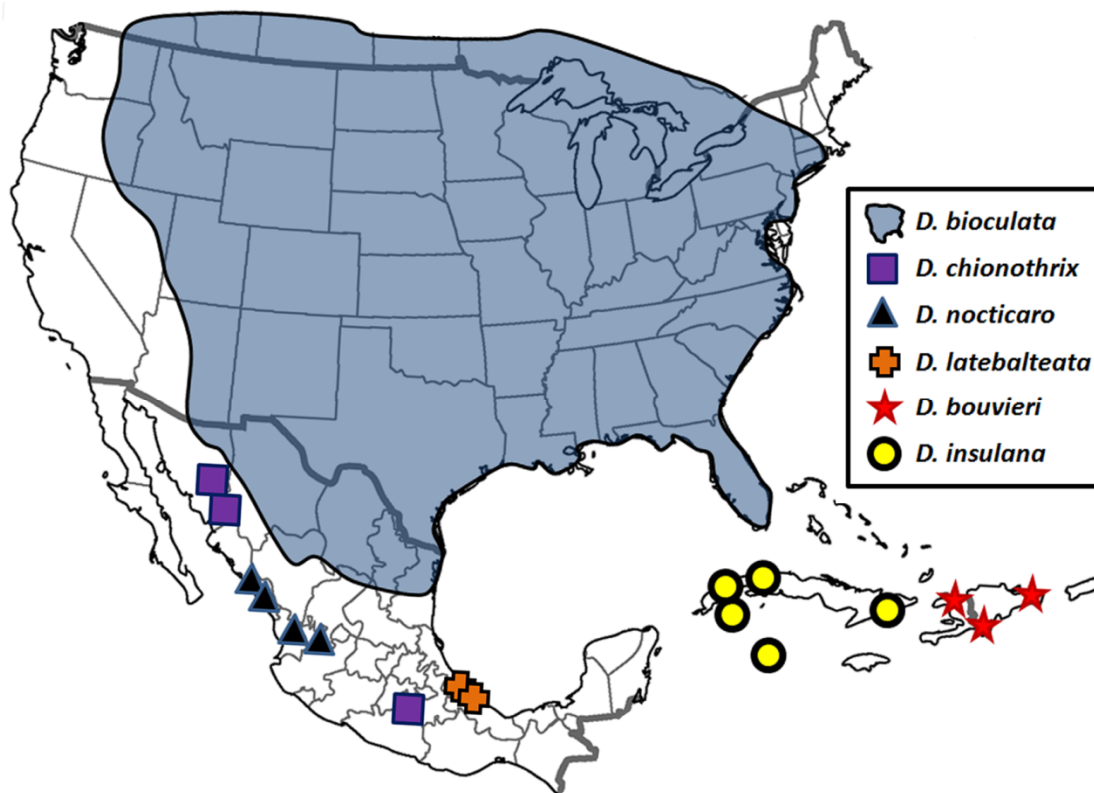 D. bioculata
D. chionothrix
D. nocticaro
D. latebalteata
D. bouvieri
D. insulana